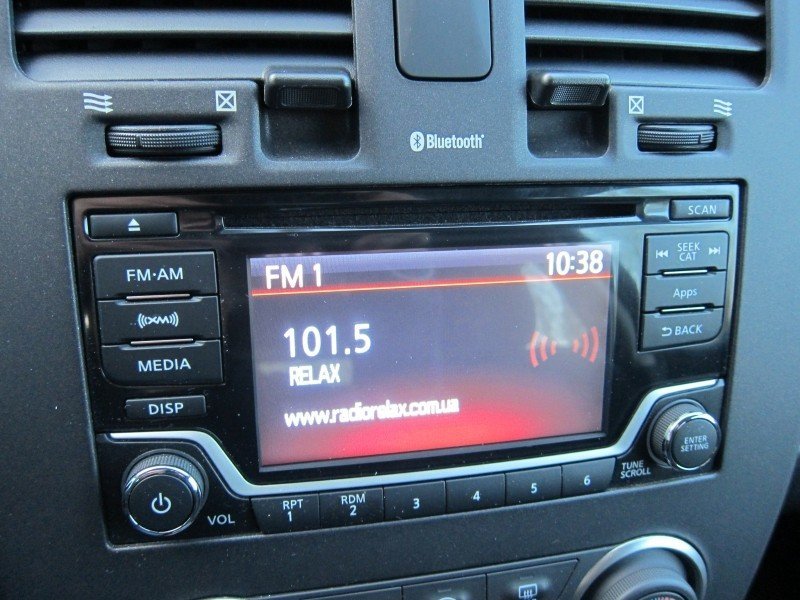 Bluetooth
SCAN
FM·AM
((XM))
MEDIA
DISP
FM 1 10:38
101.5
RELAX
www.radiorelax.com.ua
SEEK
CAT
Apps
BACK
ENTER
SETTING
TUNE
SCROLL
VOL
RPT
1
RDM
2
3
4
5
6